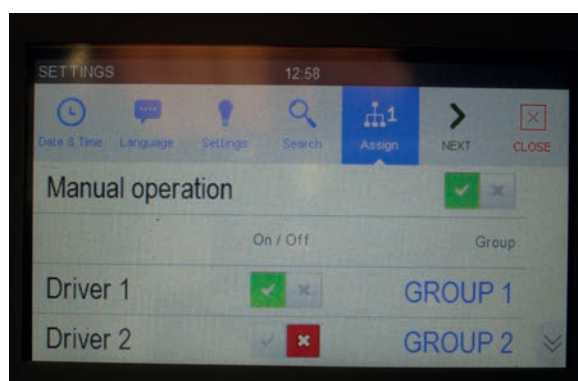 SETTINGS 12:58
Date & Time Language Settings Search Assign NEXT CLOSE
1
Manual operation
On / Off Group
Driver 1 GROUP 1
Driver 2 GROUP 2